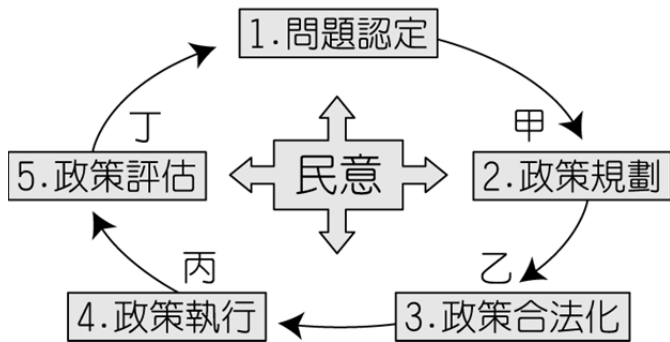 1.問題認定
丁
甲
5.政策評估
民意
2.政策規劃
丙
乙
4.政策執行
3.政策合法化